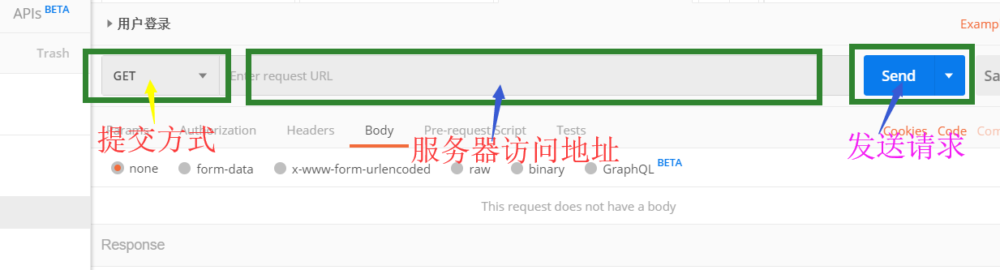 APIs BETA
用户登录
Examp
Trash
GET
Enter request URL
Send
Sa
Params Authorization Headers Body Pre-request Script Tests Cookies Code Com
提交方式
服务器访问地址
发送请求
none form-data x-www-form-urlencoded raw binary GraphQL BETA
This request does not have a body
Response